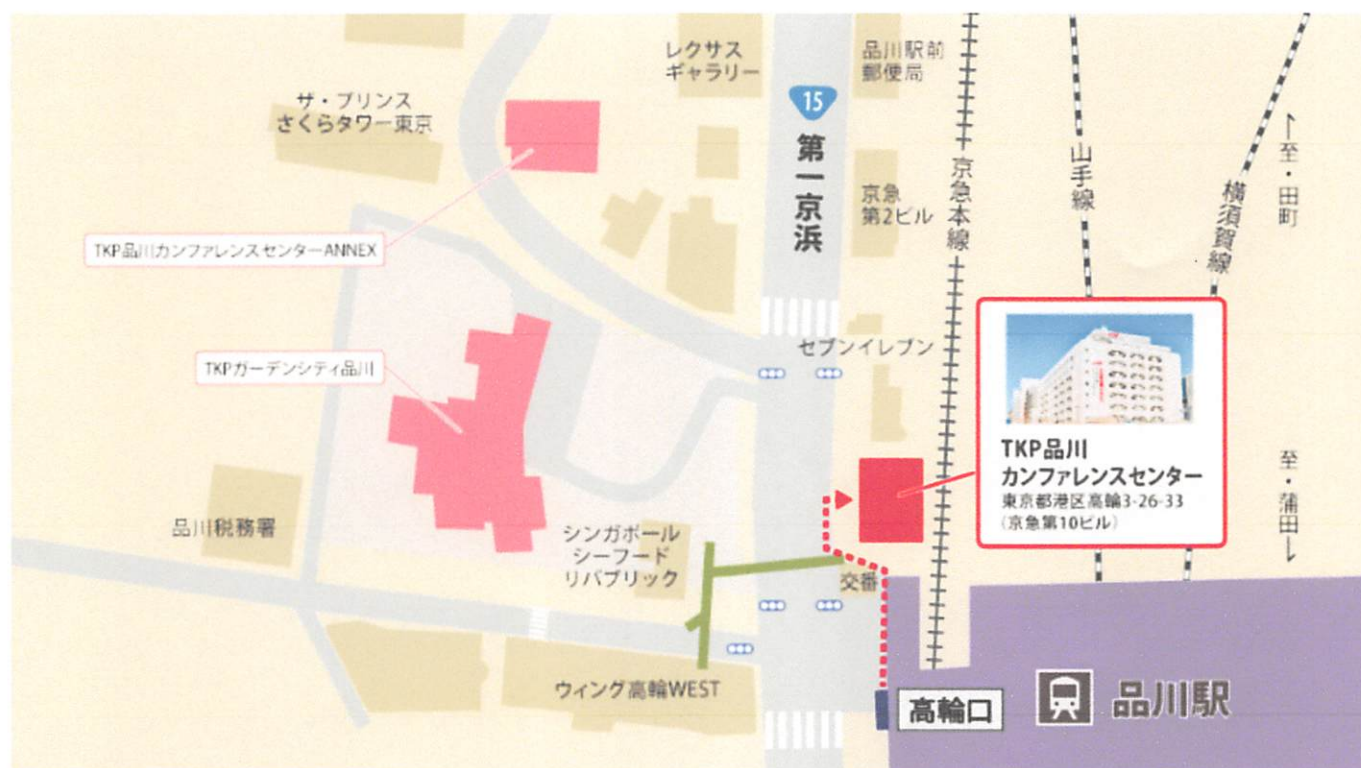 レクサス
ギャラリー
品川駅前
郵便局
ザ・プリンス
さくらタワー東京
15
第一京浜
京急本線
山手線
横須賀線
至・田町
京急
第2ビル
TKP品川カンファレンスセンターANNEX
セブンイレブン
TKPガーデンシティ品川
TKP品川
カンファレンスセンター
東京都港区高輪3-26-33
(京急第10ビル)
至・蒲田
品川税務署
シンガポール
シーフード
リパブリック
交番
ウィング高輪WEST
高輪口
品川駅